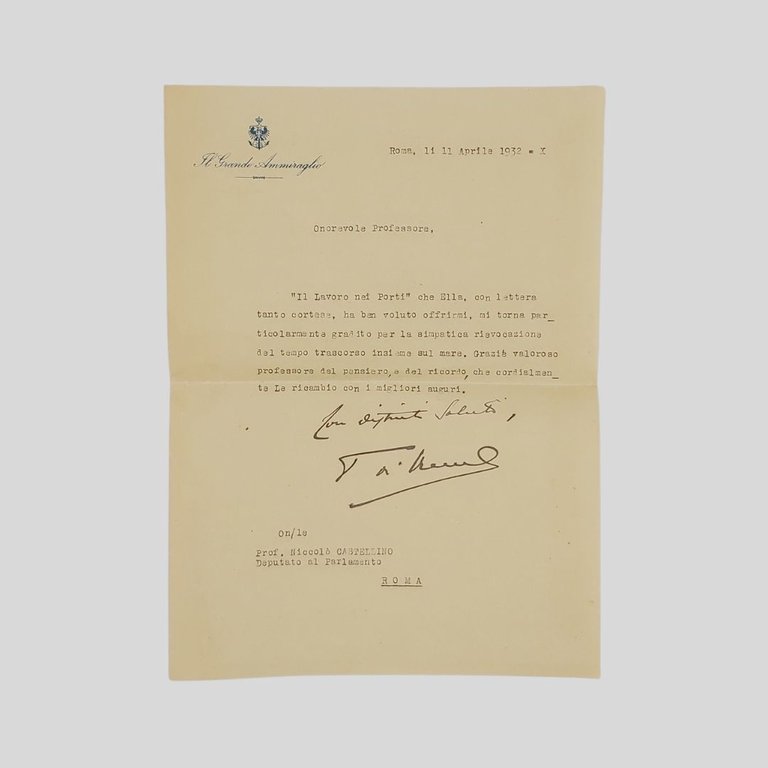 Il Grande Ammiraglio
Roma, li 11 Aprile 1932 = X
Onorevole Professore,
"Il Lavoro nei Porti" che Ella, con lettera
tanto cortese, ha ben voluto offrirmi, mi torna par_
ticolarmente gradito per la simpatica rievocazione
del tempo trascorso insieme sul mare. Grazie valoroso
professore del pensiero,e del ricordo, che cordialmen_
te Le ricambio con i migliori auguri.
Con distinti saluti,
On/le
Prof. Niccolò CASTELLINO
Deputato al Parlamento
ROMA